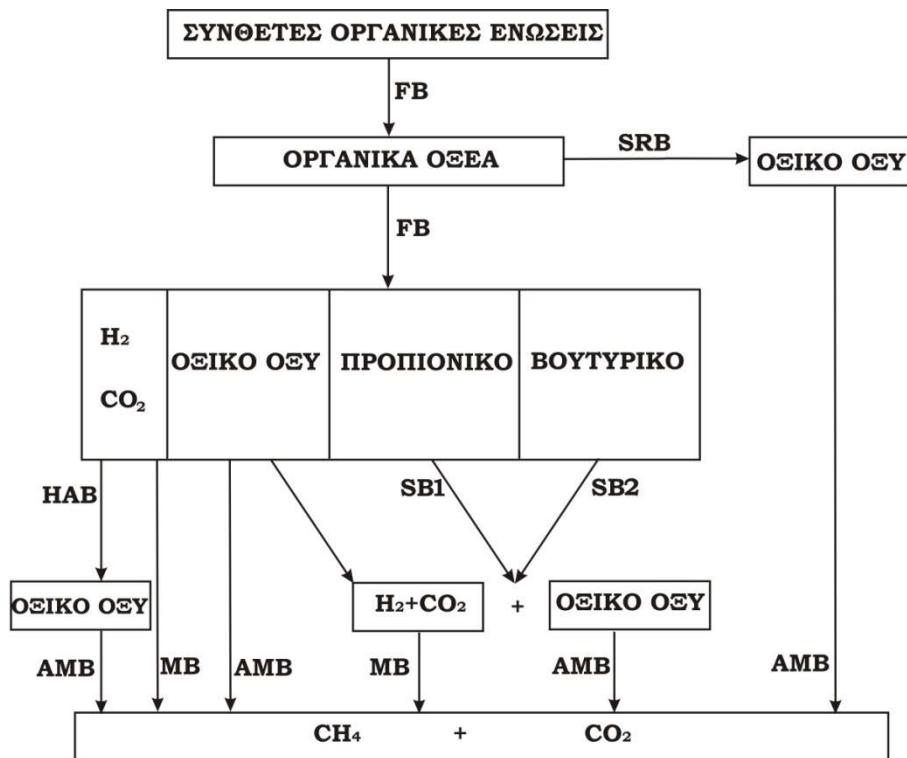 ΣΥΝΘΕΤΕΣ ΟΡΓΑΝΙΚΕΣ ΕΝΩΣΕΙΣ
FB
ΟΡΓΑΝΙΚΑ ΟΞΕΑ
SRB
ΟΞΙΚΟ ΟΞΥ
FB
H₂
CO₂
ΟΞΙΚΟ ΟΞΥ
ΠΡΟΠΙΟΝΙΚΟ
ΒΟΥΤΥΡΙΚΟ
HAB
SB1
SB2
ΟΞΙΚΟ ΟΞΥ
H₂+CO₂
+
ΟΞΙΚΟ ΟΞΥ
AMB
MB
AMB
MB
AMB
AMB
CH₄ + CO₂